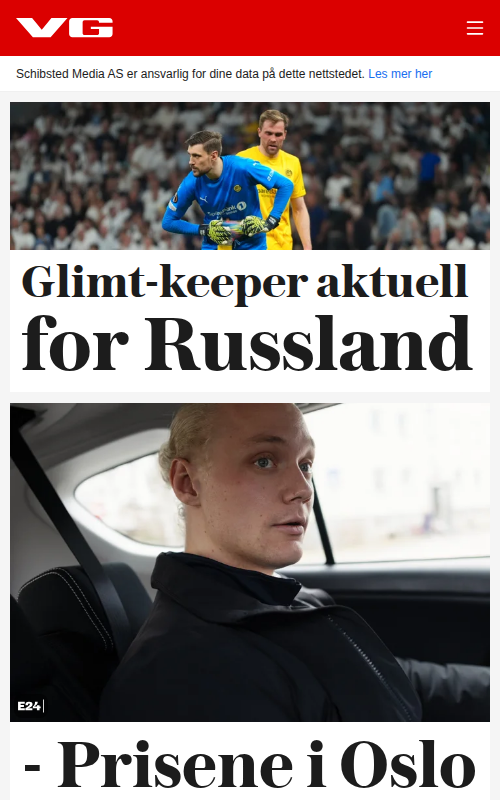 VG
Schibsted Media AS er ansvarlig for dine data på dette nettstedet. Les mer her
Glimt-keeper aktuell
for Russland
E24
- Prisene i Oslo